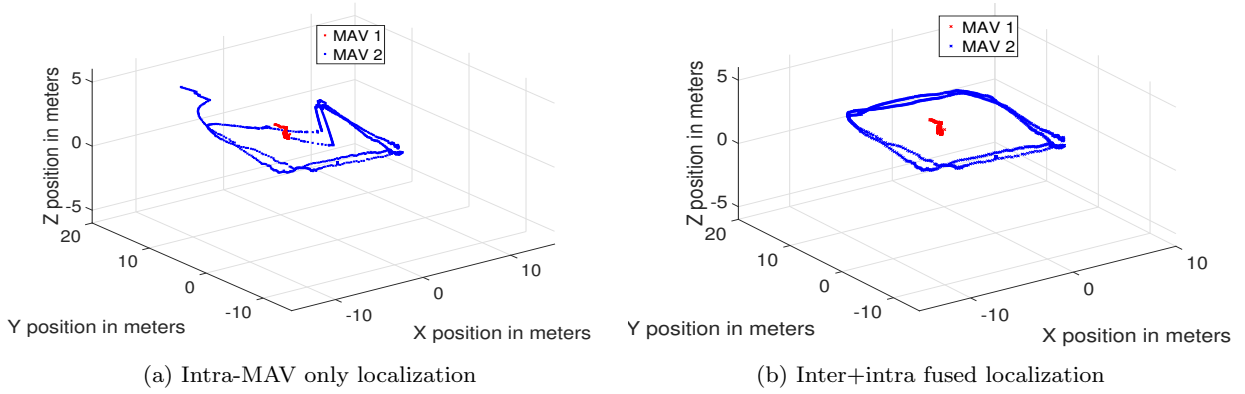 MAV 1
MAV 2
Z position in meters
5
0
-5
20
10
0
-10
Y position in meters
-10
0
10
X position in meters
(a) Intra-MAV only localization
MAV 1
MAV 2
Z position in meters
5
0
-5
20
10
0
-10
Y position in meters
-10
0
10
X position in meters
(b) Inter+intra fused localization